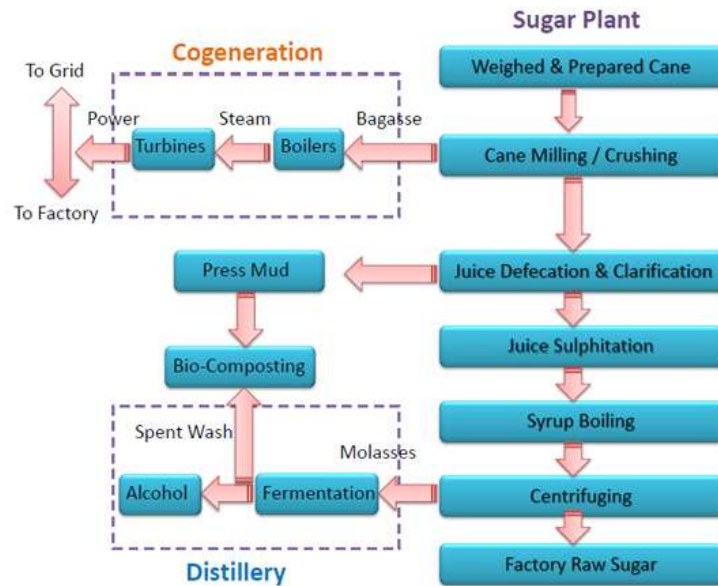 Sugar Plant
Cogeneration
Weighed & Prepared Cane
To Grid
Power
Steam
Bagasse
Turbines
Boilers
Cane Milling / Crushing
To Factory
Press Mud
Juice Defecation & Clarification
Bio-Composting
Juice Sulphitation
Spent Wash
Syrup Boiling
Molasses
Alcohol
Fermentation
Centrifuging
Distillery
Factory Raw Sugar